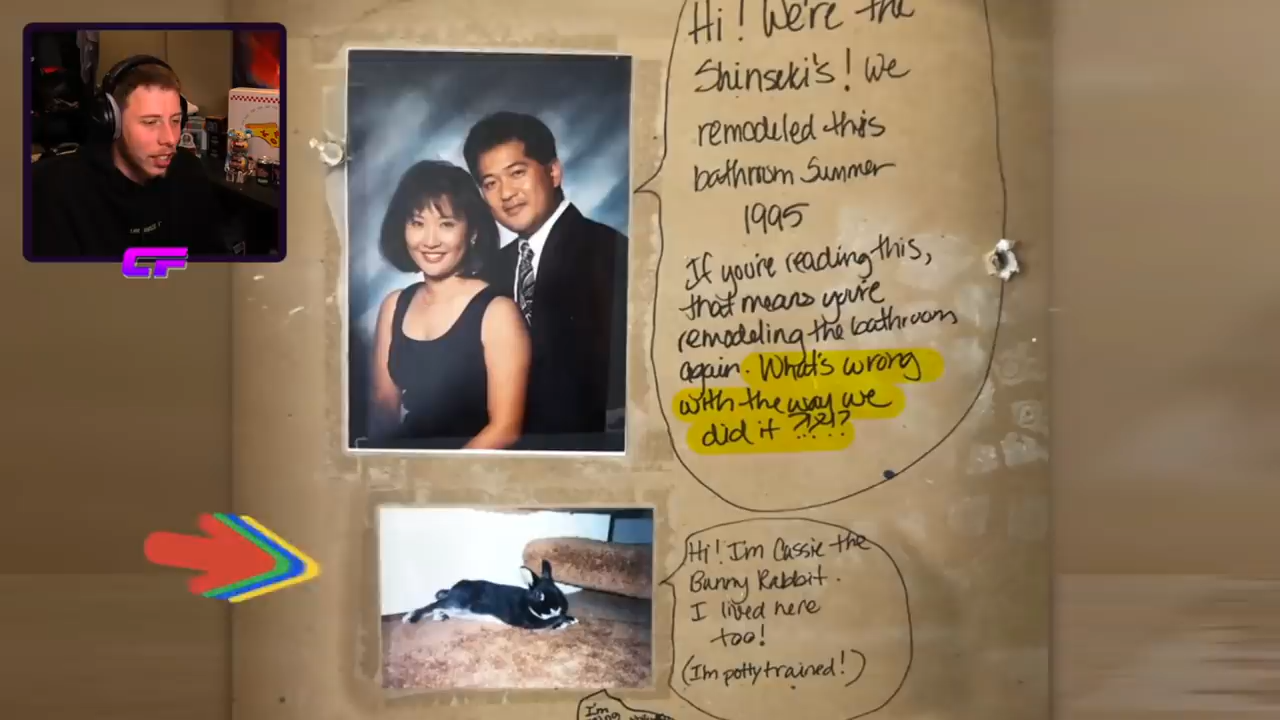 Hi! We're the
Shinseki's! We
remodeled this
bathroom Summer
1995
If you're reading this,
that means you're
remodeling the bathroom
again. What's wrong
with the way we
did it ?!?!?
Hi! I'm Cassie the
Bunny Rabbit.
I lived here
too!
(I'm potty trained!)
I'm
CF